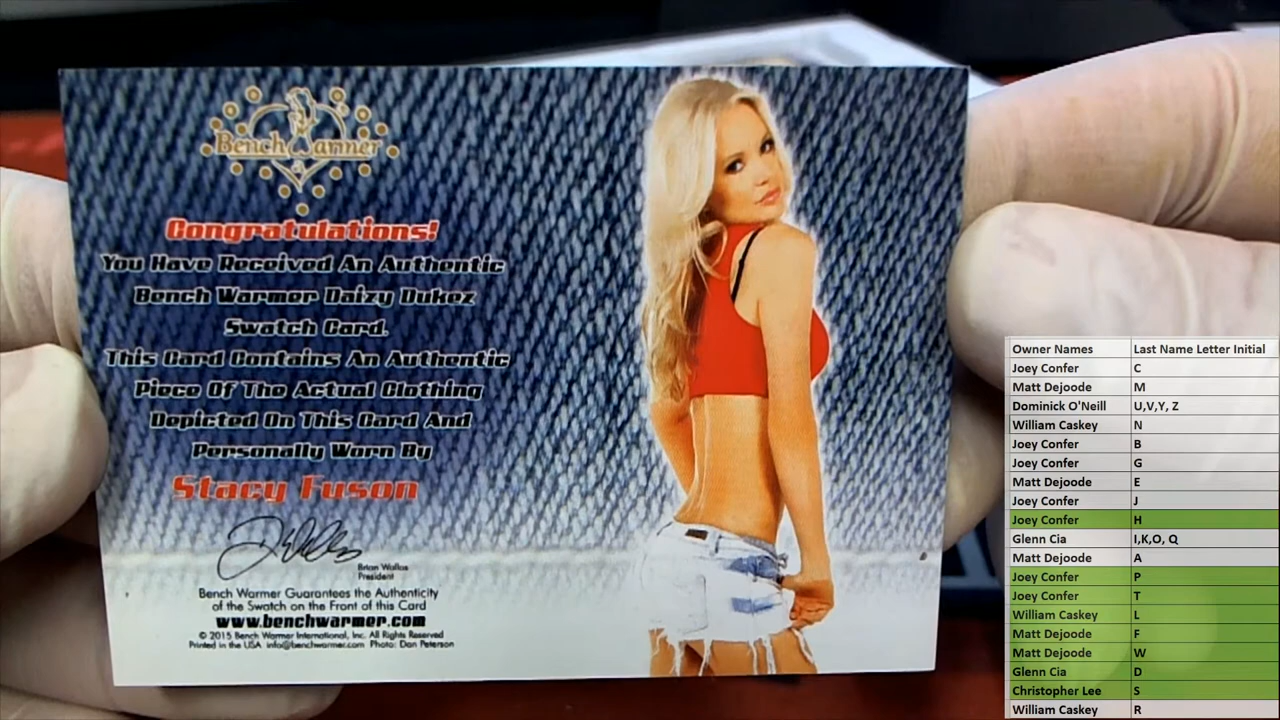 Bench Warmer
Congratulations!
You Have Received An Authentic
Bench Warmer Daizy Dukez
Swatch Card.
This Card Contains An Authentic
Piece Of The Actual Clothing
Depicted On This Card And
Personally Worn By
Stacy Fuson
Brian Wallos
President
Bench Warmer Guarantees the Authenticity
of the Swatch on the Front of this Card
www.benchwarmer.com
© 2015 Bench Warmer International, Inc. All Rights Reserved
Printed in the USA info@benchwarmer.com Photo: Dan Peterson
Owner Names Last Name Letter Initial
Joey Confer C
Matt Dejoode M
Dominick O'Neill U,V,Y, Z
William Caskey N
Joey Confer B
Joey Confer G
Matt Dejoode E
Joey Confer J
Joey Confer H
Glenn Cia I,K,O, Q
Matt Dejoode A
Joey Confer P
Joey Confer T
William Caskey L
Matt Dejoode F
Matt Dejoode W
Glenn Cia D
Christopher Lee S
William Caskey R